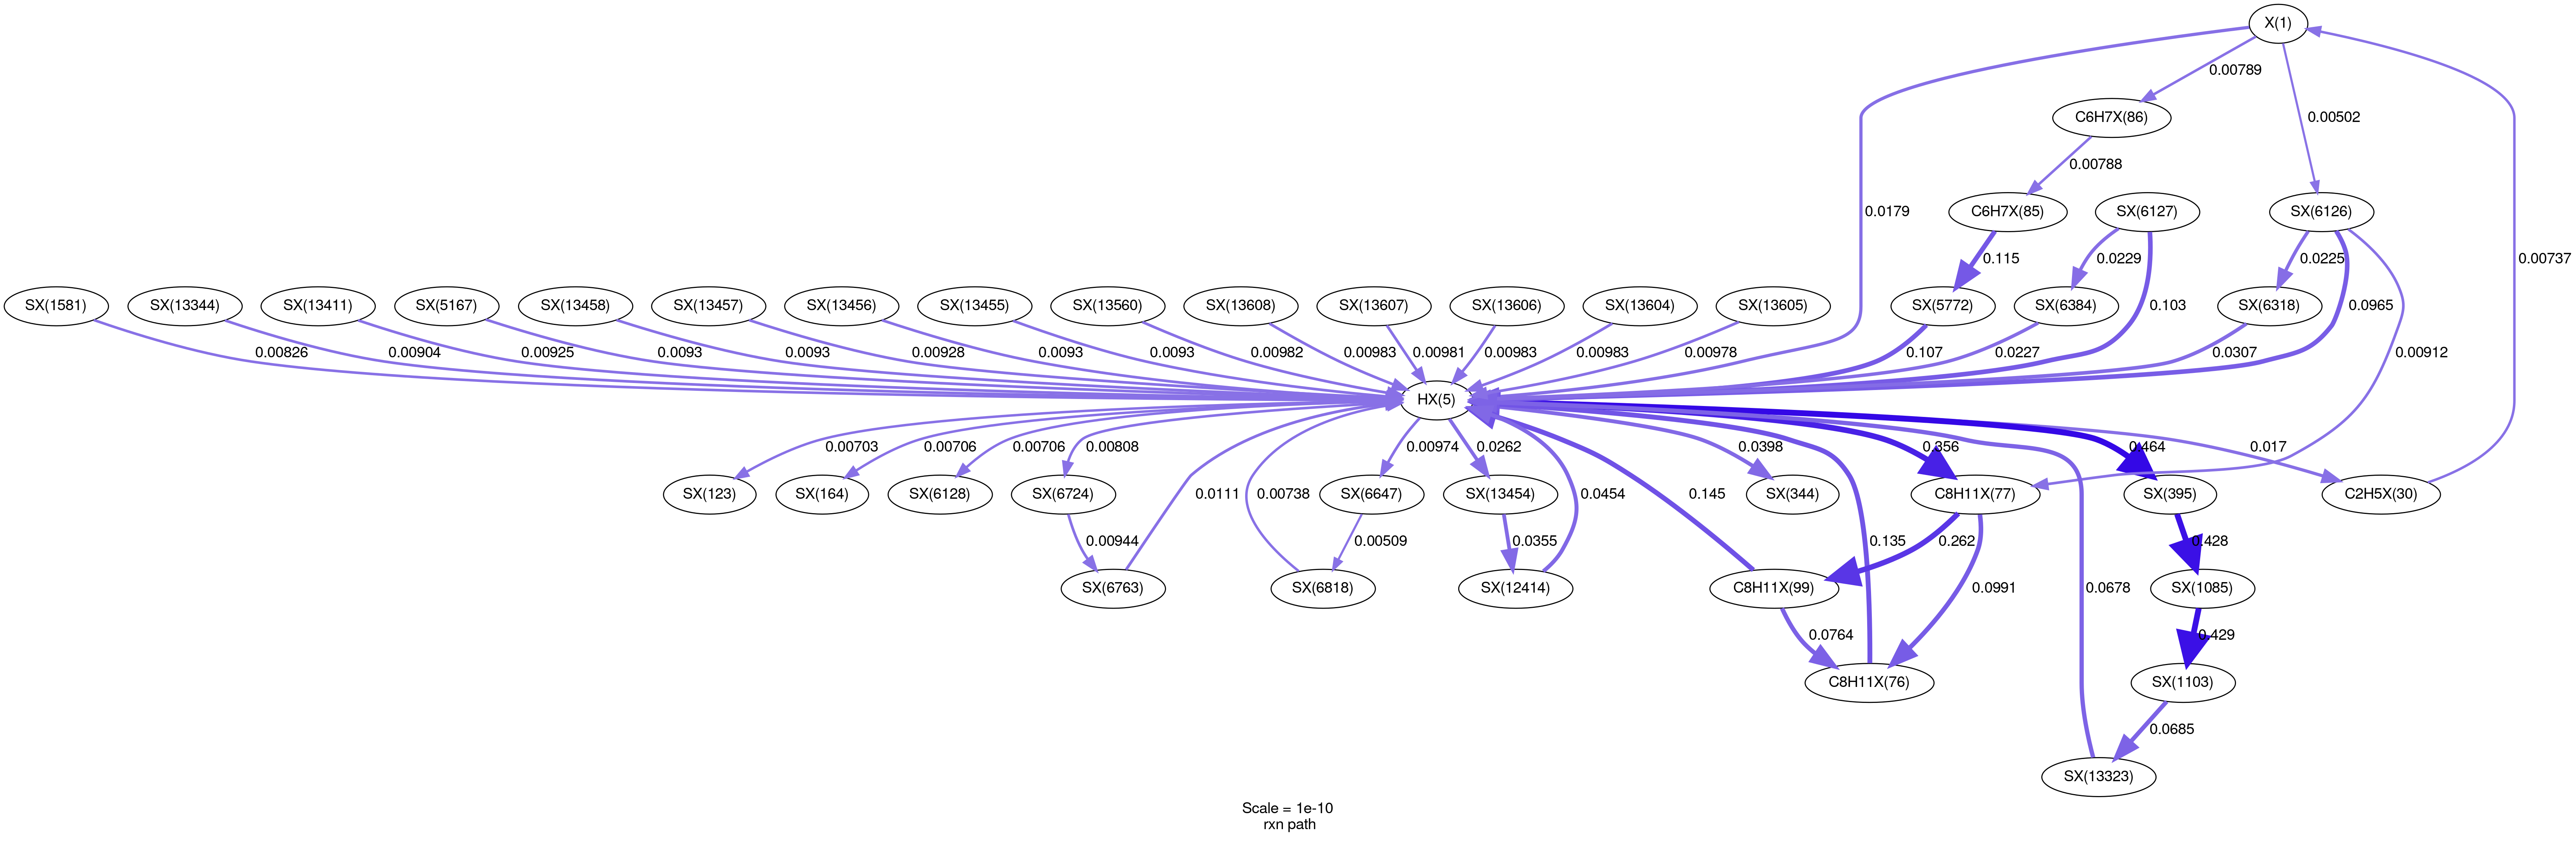 X(1)
0.00789
C6H7X(86)
0.00502
0.00788
C6H7X(85)
SX(6127)
SX(6126)
0.0179
0.115
0.0229
0.0225
0.00737
SX(1581)
SX(13344)
SX(13411)
SX(5167)
SX(13458)
SX(13457)
SX(13456)
SX(13455)
SX(13560)
SX(13608)
SX(13607)
SX(13606)
SX(13604)
SX(13605)
SX(5772)
SX(6384)
0.103
SX(6318)
0.0965
0.00826
0.00904
0.00925
0.0093
0.0093
0.00928
0.0093
0.0093
0.00982
0.00983
0.00981
0.00983
0.00983
0.00978
0.107
0.0227
0.0307
0.00912
HX(5)
0.00703
0.00706
0.00706
0.00808
0.00974
0.0262
0.0398
0.356
0.464
0.017
SX(123)
SX(164)
SX(6128)
SX(6724)
0.0111
0.00738
SX(6647)
SX(13454)
0.0454
0.145
SX(344)
C8H11X(77)
SX(395)
C2H5X(30)
0.00944
0.00509
0.0355
0.135
0.262
0.428
SX(6763)
SX(6818)
SX(12414)
C8H11X(99)
0.0991
0.0678
SX(1085)
0.0764
0.429
C8H11X(76)
SX(1103)
0.0685
SX(13323)
Scale = 1e-10
rxn path